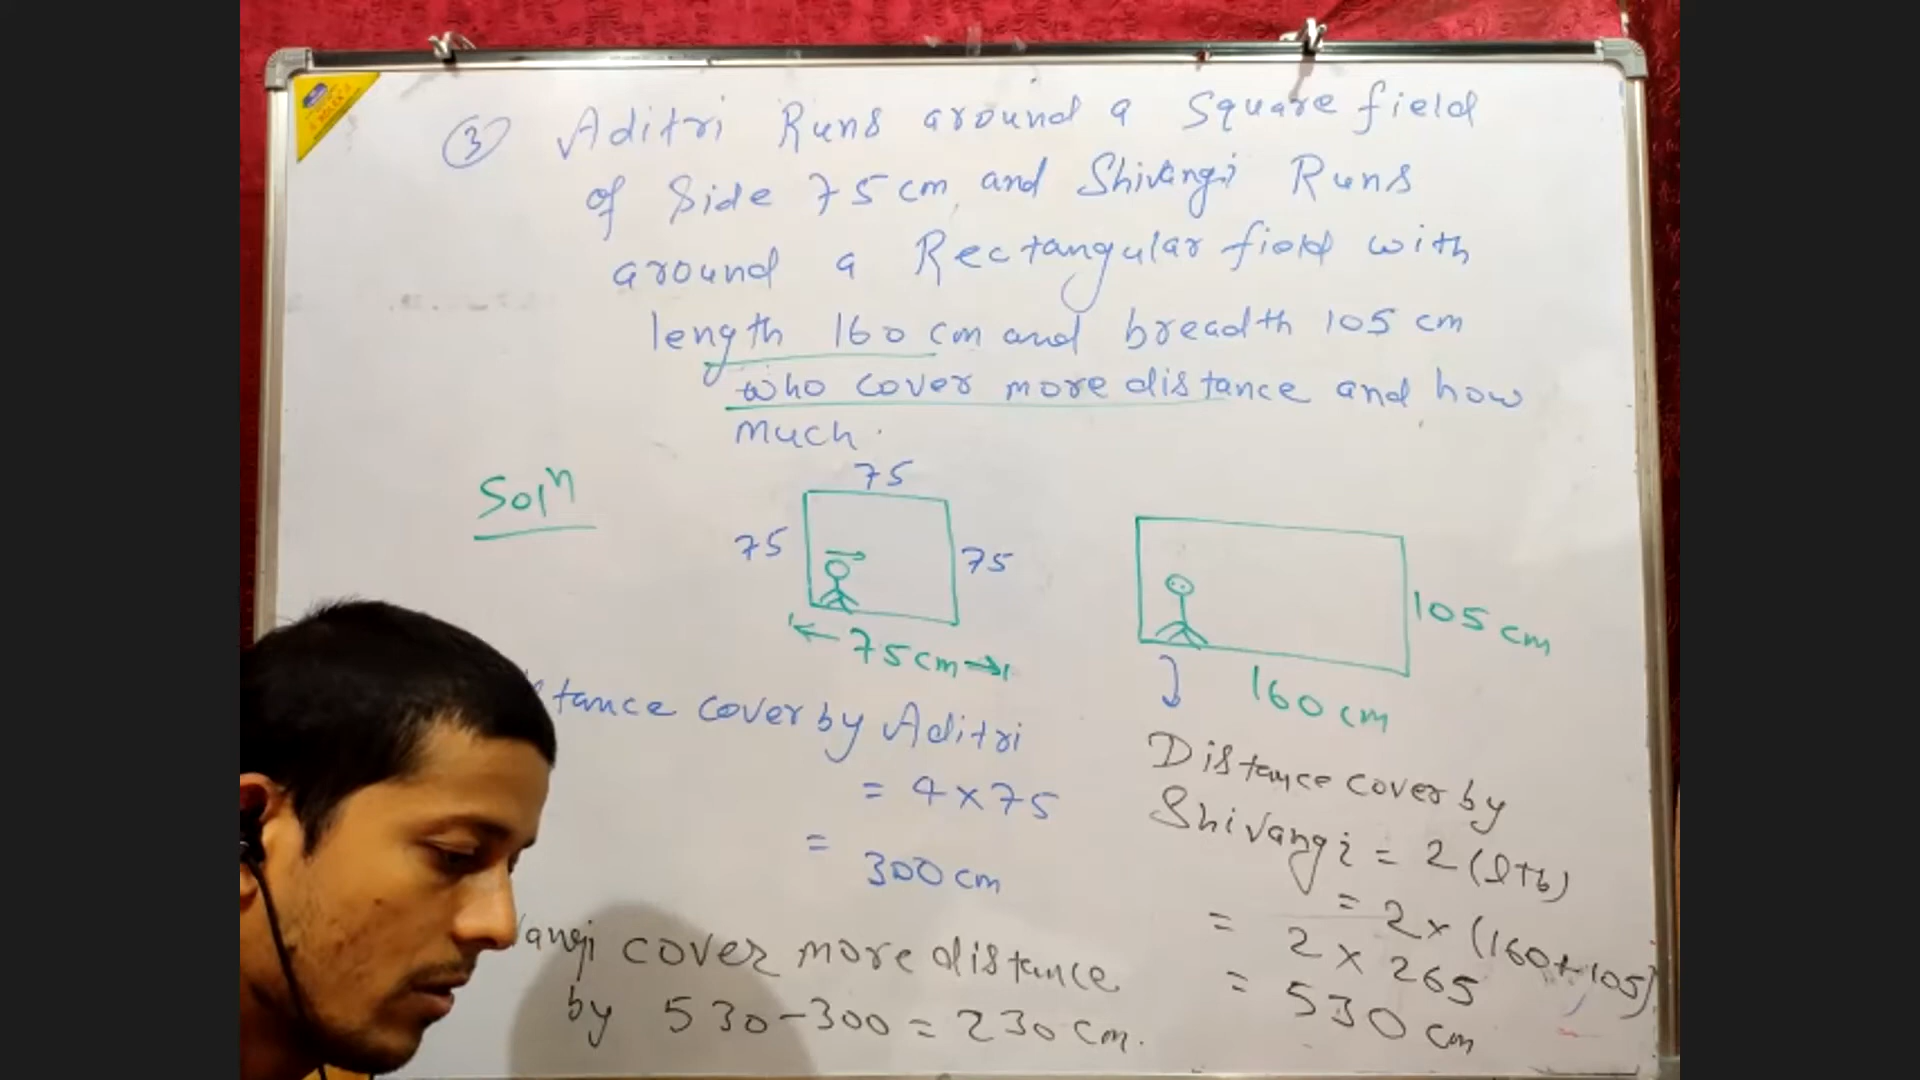 ③ Aditri Runs around a Square field
of Side 75 cm, and Shivangi Runs
around a Rectangular field with
length 160 cm and breadth 105 cm
who cover more distance and how
much.
Solⁿ
75
75
75
75 cm
105 cm
160 cm
tance cover by Aditri
= 4 × 75
= 300 cm
Distance cover by
Shivangi = 2 (l+b)
= 2 × (160+105)
= 2 × 265
= 530 cm
vangi cover more distance
by 530 - 300 = 230 cm.